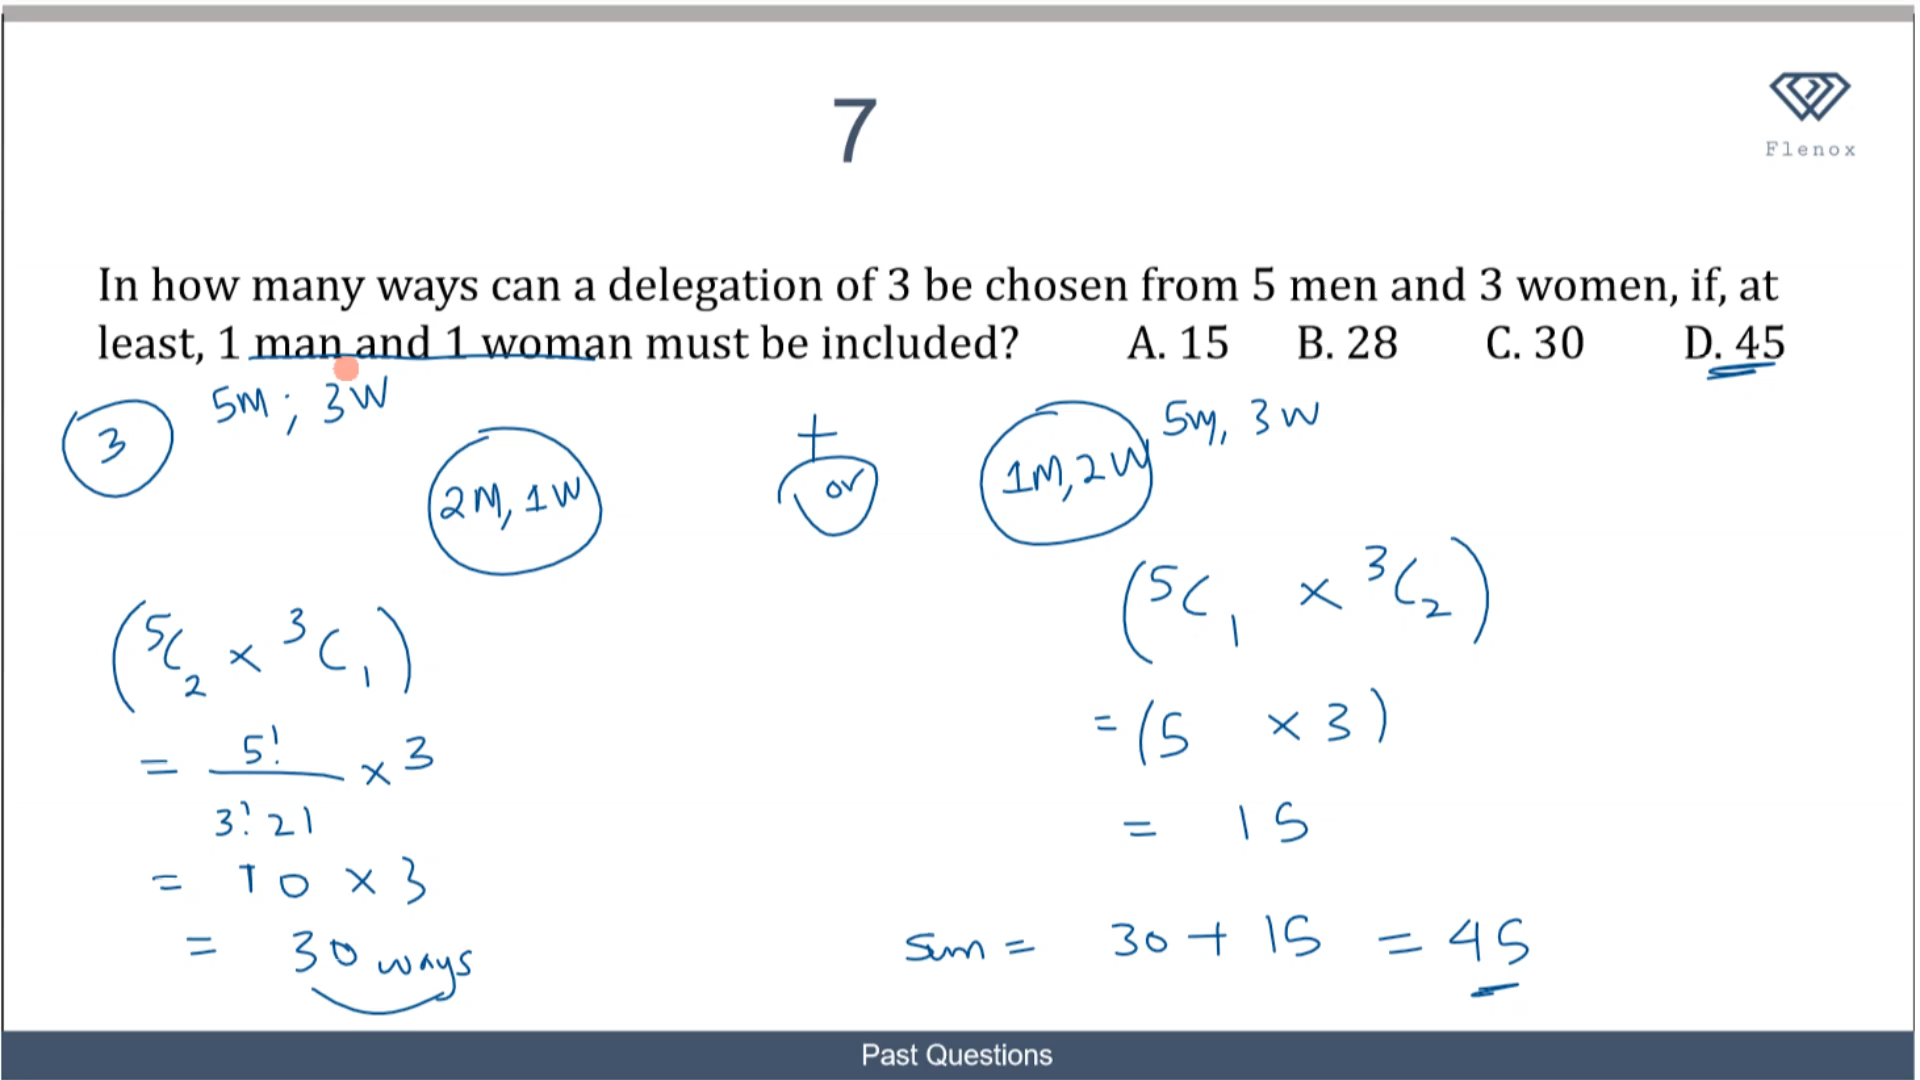 7
Flenox
In how many ways can a delegation of 3 be chosen from 5 men and 3 women, if, at
least, 1 man and 1 woman must be included? A. 15 B. 28 C. 30 D. 45
3 5M ; 3W
2M, 1W
+
or
1M, 2W 5M, 3W
(⁵C₂ × ³C₁)
= 5!/3!2! × 3
= 10 × 3
= 30 ways
(⁵C₁ × ³C₂)
= (5 × 3)
= 15
Sum = 30 + 15 = 45
Past Questions